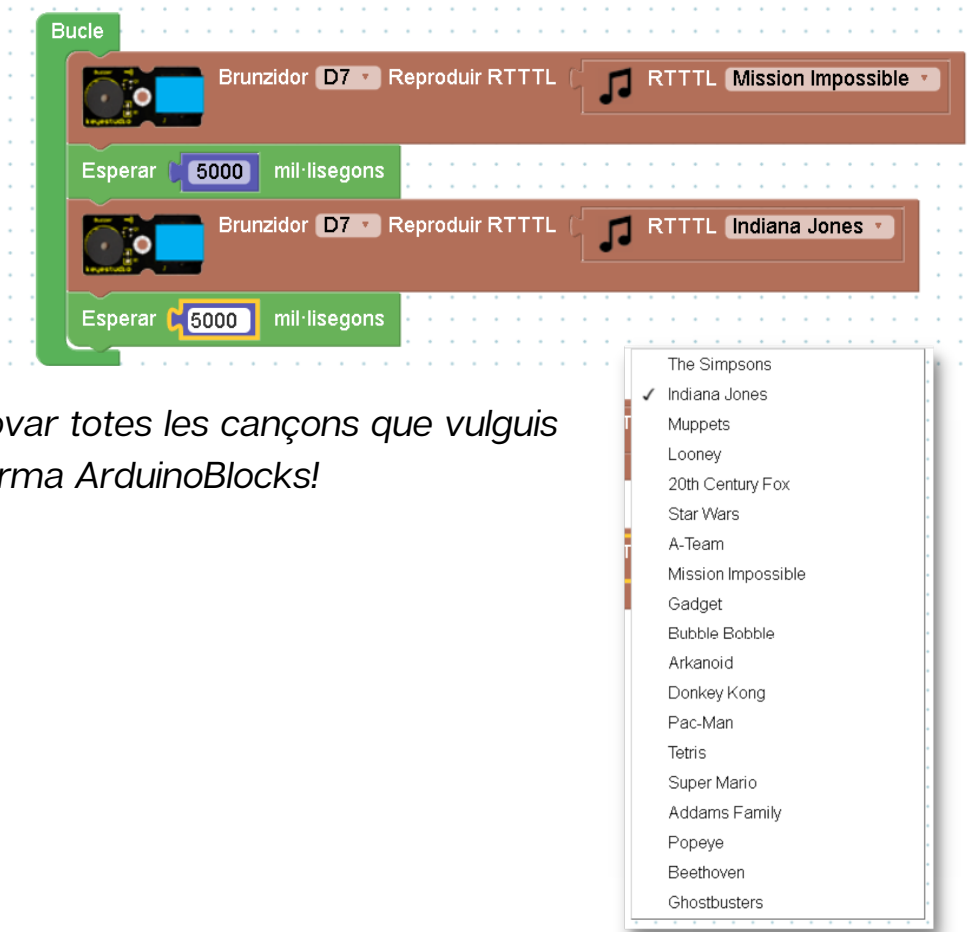 Bucle
Brunzidor D7 Reproduir RTTTL RTTTL Mission Impossible
Esperar 5000 mil·lisegons
Brunzidor D7 Reproduir RTTTL RTTTL Indiana Jones
Esperar 5000 mil·lisegons
ovar totes les cançons que vulguis
rma ArduinoBlocks!
The Simpsons
✓ Indiana Jones
Muppets
Looney
20th Century Fox
Star Wars
A-Team
Mission Impossible
Gadget
Bubble Bobble
Arkanoid
Donkey Kong
Pac-Man
Tetris
Super Mario
Addams Family
Popeye
Beethoven
Ghostbusters